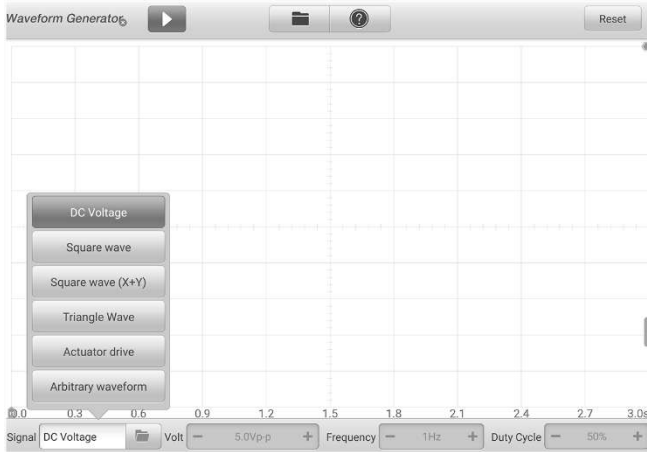 Waveform Generator
Reset
DC Voltage
Square wave
Square wave (X+Y)
Triangle Wave
Actuator drive
Arbitrary waveform
0.0 0.3 0.6 0.9 1.2 1.5 1.8 2.1 2.4 2.7 3.0s
Signal DC Voltage Volt − 5.0Vp-p + Frequency − 1Hz + Duty Cycle − 50% +